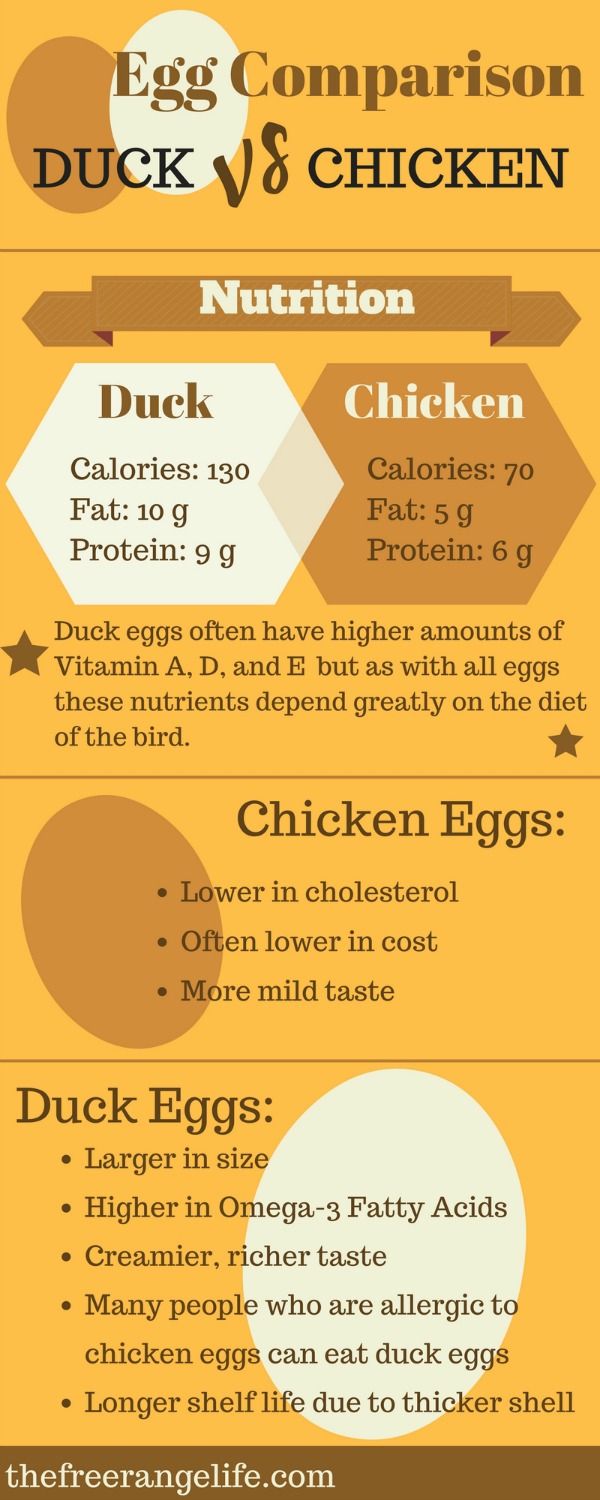 Egg Comparison
DUCK VS CHICKEN
Nutrition
Duck
Calories: 130
Fat: 10 g
Protein: 9 g
Chicken
Calories: 70
Fat: 5 g
Protein: 6 g
Duck eggs often have higher amounts of
Vitamin A, D, and E but as with all eggs
these nutrients depend greatly on the diet
of the bird.
Chicken Eggs:
• Lower in cholesterol
• Often lower in cost
• More mild taste
Duck Eggs:
• Larger in size
• Higher in Omega-3 Fatty Acids
• Creamier, richer taste
• Many people who are allergic to
chicken eggs can eat duck eggs
• Longer shelf life due to thicker shell
thefreerangelife.com